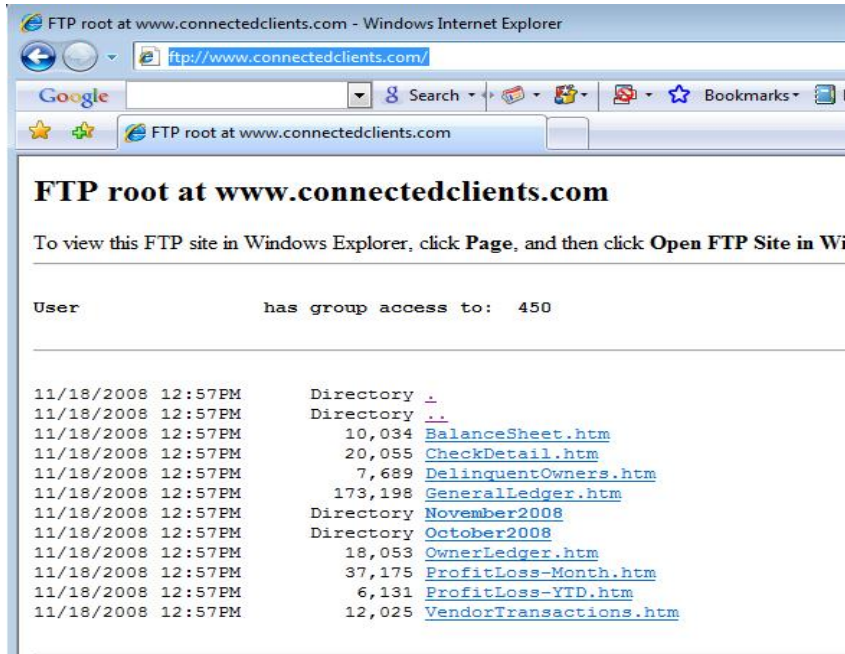 FTP root at www.connectedclients.com - Windows Internet Explorer
ftp://www.connectedclients.com/
Google Search Bookmarks
FTP root at www.connectedclients.com
FTP root at www.connectedclients.com
To view this FTP site in Windows Explorer, click Page, and then click Open FTP Site in
User has group access to: 450
11/18/2008 12:57PM Directory .
11/18/2008 12:57PM Directory ..
11/18/2008 12:57PM 10,034 BalanceSheet.htm
11/18/2008 12:57PM 20,055 CheckDetail.htm
11/18/2008 12:57PM 7,689 DelinquentOwners.htm
11/18/2008 12:57PM 173,198 GeneralLedger.htm
11/18/2008 12:57PM Directory November2008
11/18/2008 12:57PM Directory October2008
11/18/2008 12:57PM 18,053 OwnerLedger.htm
11/18/2008 12:57PM 37,175 ProfitLoss-Month.htm
11/18/2008 12:57PM 6,131 ProfitLoss-YTD.htm
11/18/2008 12:57PM 12,025 VendorTransactions.htm